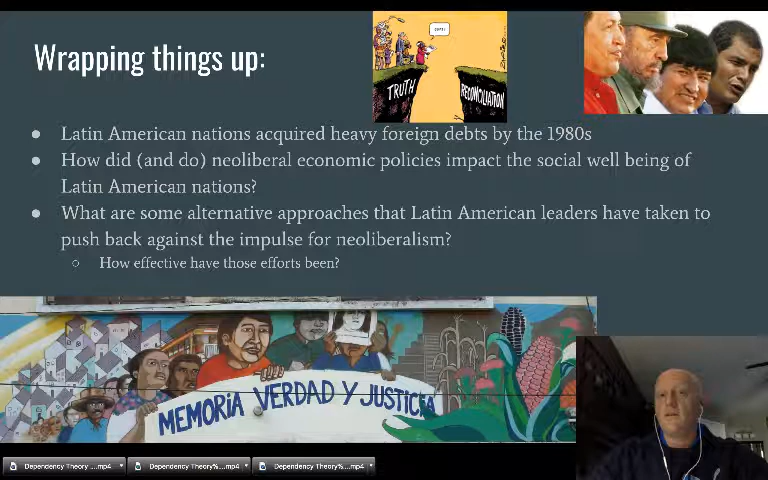 Wrapping things up:
TRUTH
RECONCILIATION
● Latin American nations acquired heavy foreign debts by the 1980s
● How did (and do) neoliberal economic policies impact the social well being of
Latin American nations?
● What are some alternative approaches that Latin American leaders have taken to
push back against the impulse for neoliberalism?
○ How effective have those efforts been?
MEMORIA VERDAD Y JUSTICIA
Dependency Theory ....mp4
Dependency Theory%....mp4
Dependency Theory%....mp4